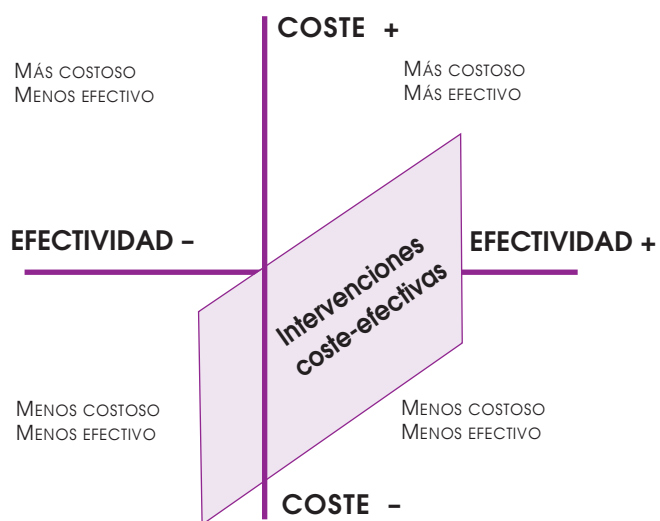 COSTE +
MÁS COSTOSO
MENOS EFECTIVO
MÁS COSTOSO
MÁS EFECTIVO
EFECTIVIDAD –
EFECTIVIDAD +
Intervenciones
coste-efectivas
MENOS COSTOSO
MENOS EFECTIVO
MENOS COSTOSO
MENOS EFECTIVO
COSTE –